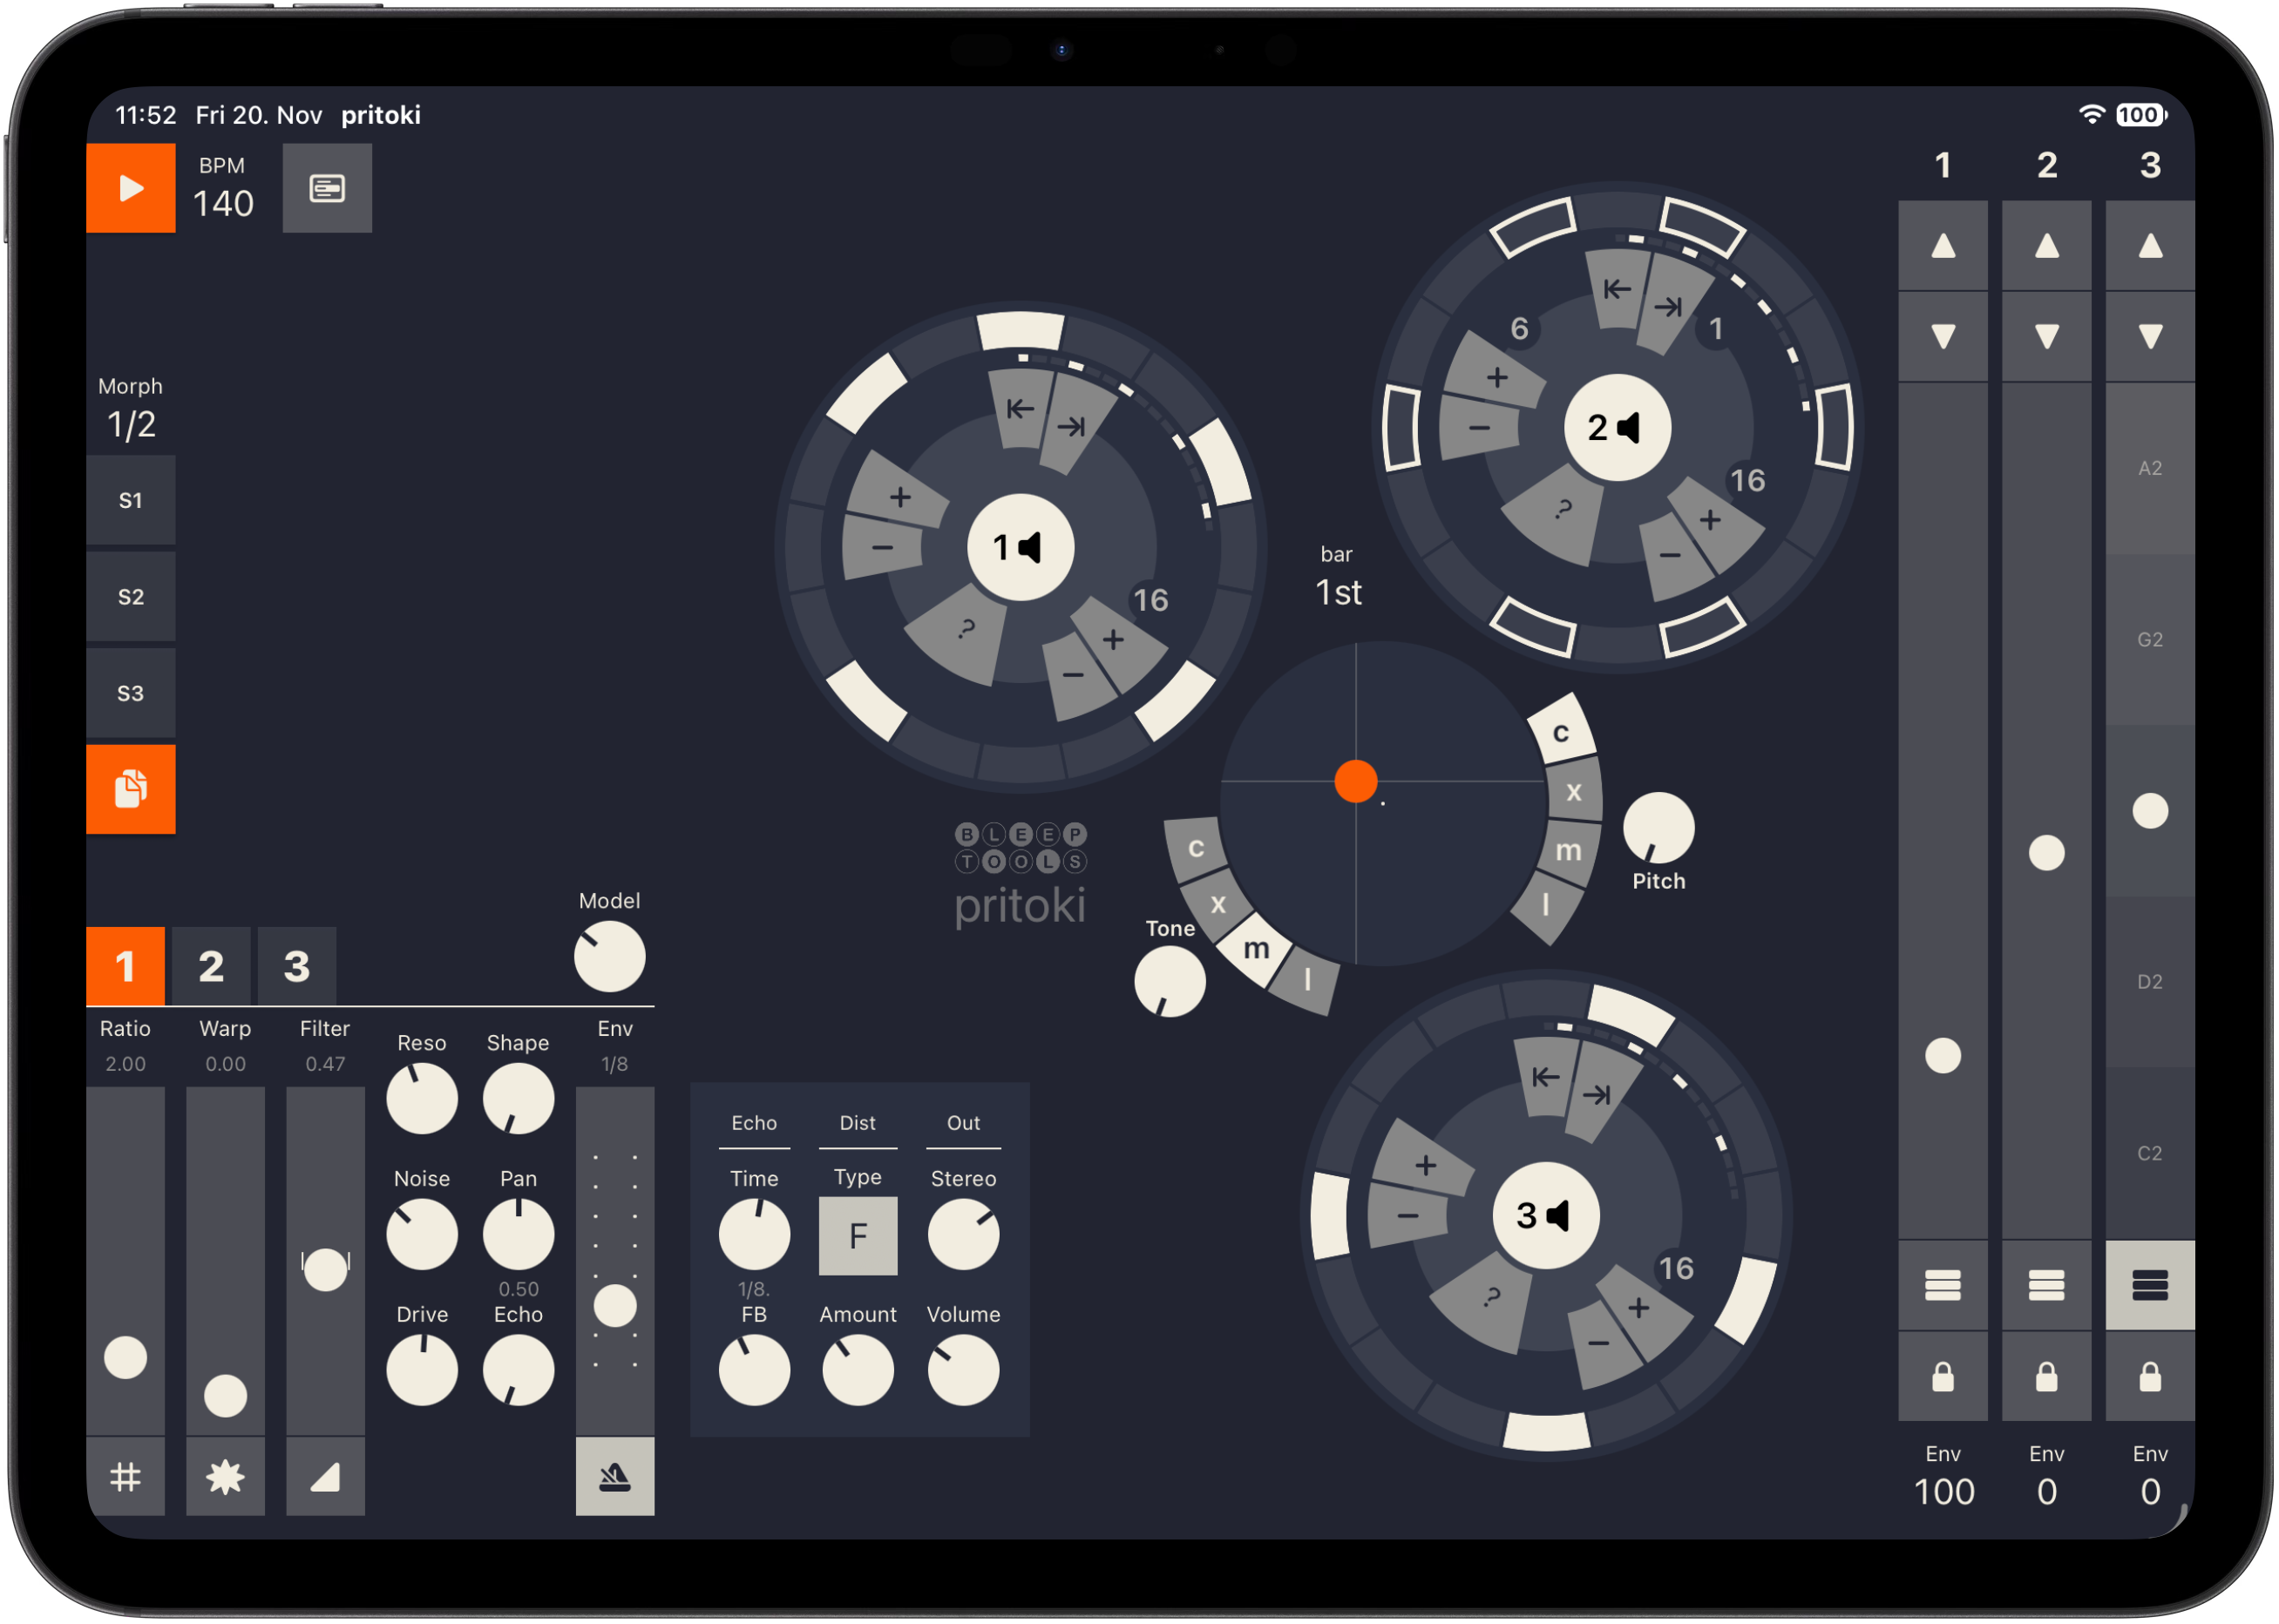 11:52 Fri 20. Nov pritoki
100
BPM
140
1 2 3
Morph
1/2
S1
S2
S3
1
+
−
?
16
+
−
6
1
2
+
−
?
16
+
−
bar
1st
A2
G2
D2
C2
c
x
m
l
Pitch
c
x
m
l
Tone
BLEEP
TOOLS
pritoki
Model
1 2 3
Ratio Warp Filter
2.00 0.00 0.47
Reso Shape
Noise Pan
0.50
Drive Echo
Env
1/8
Echo Dist Out
Time Type Stereo
F
1/8.
FB Amount Volume
3
+
−
?
16
+
−
Env Env Env
100 0 0